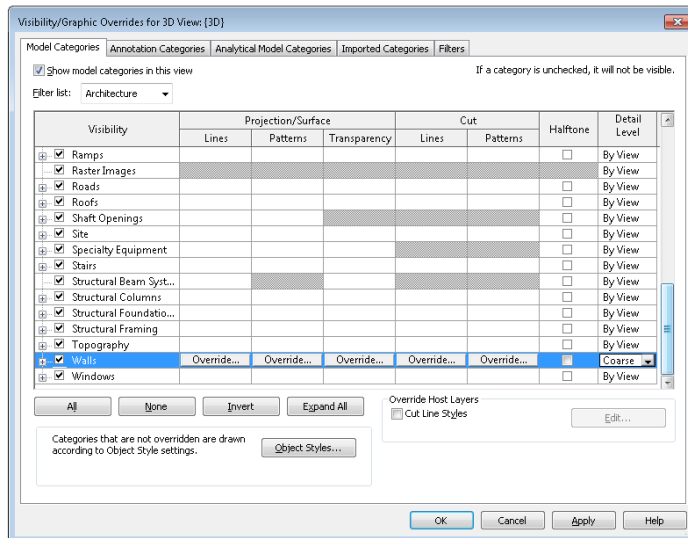 Visibility/Graphic Overrides for 3D View: {3D}
Model Categories Annotation Categories Analytical Model Categories Imported Categories Filters
Show model categories in this view
If a category is unchecked, it will not be visible.
Filter list: Architecture
Visibility Projection/Surface Cut Halftone Detail Level
Lines Patterns Transparency Lines Patterns
Ramps By View
Raster Images By View
Roads By View
Roofs By View
Shaft Openings By View
Site By View
Specialty Equipment By View
Stairs By View
Structural Beam Syst... By View
Structural Columns By View
Structural Foundatio... By View
Structural Framing By View
Topography By View
Walls Override... Override... Override... Override... Override... Coarse
Windows By View
All None Invert Expand All
Override Host Layers
Cut Line Styles Edit...
Categories that are not overridden are drawn
according to Object Style settings.
Object Styles...
OK Cancel Apply Help